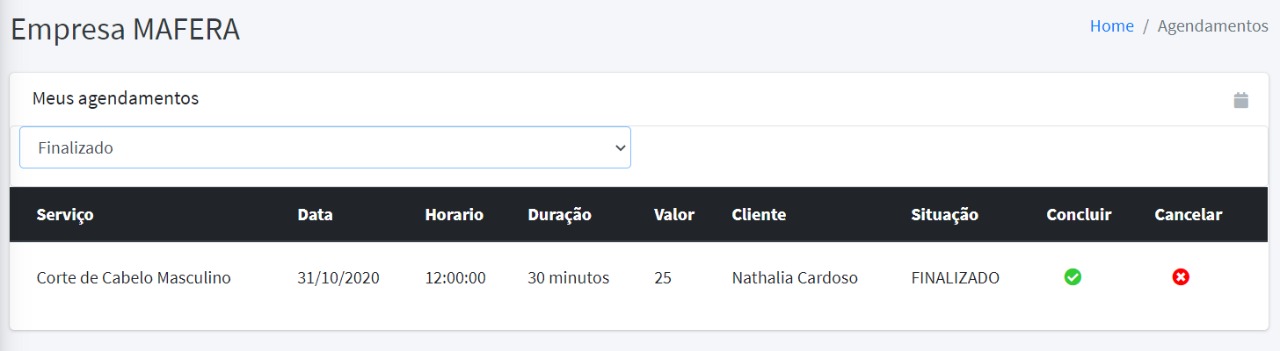 Empresa MAFERA
Home / Agendamentos
Meus agendamentos
Finalizado
Serviço Data Horario Duração Valor Cliente Situação Concluir Cancelar
Corte de Cabelo Masculino 31/10/2020 12:00:00 30 minutos 25 Nathalia Cardoso FINALIZADO